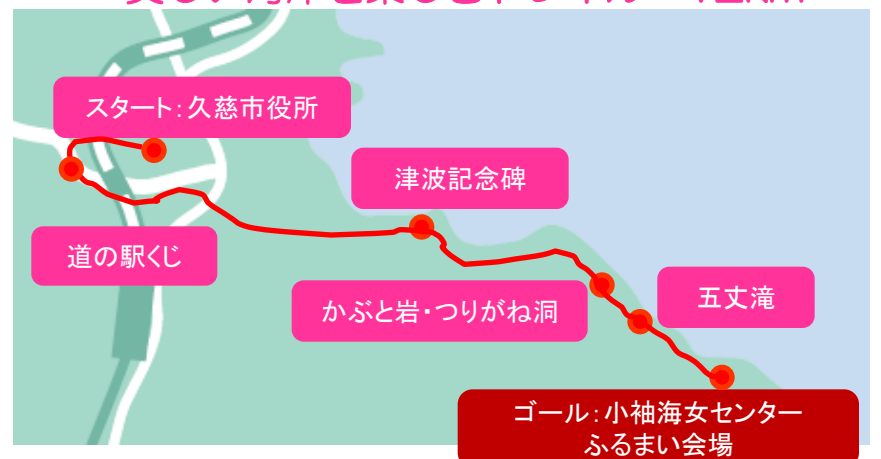 スタート：久慈市役所
津波記念碑
道の駅くじ
かぶと岩・つりがね洞
五丈滝
ゴール：小袖海女センター
ふるまい会場